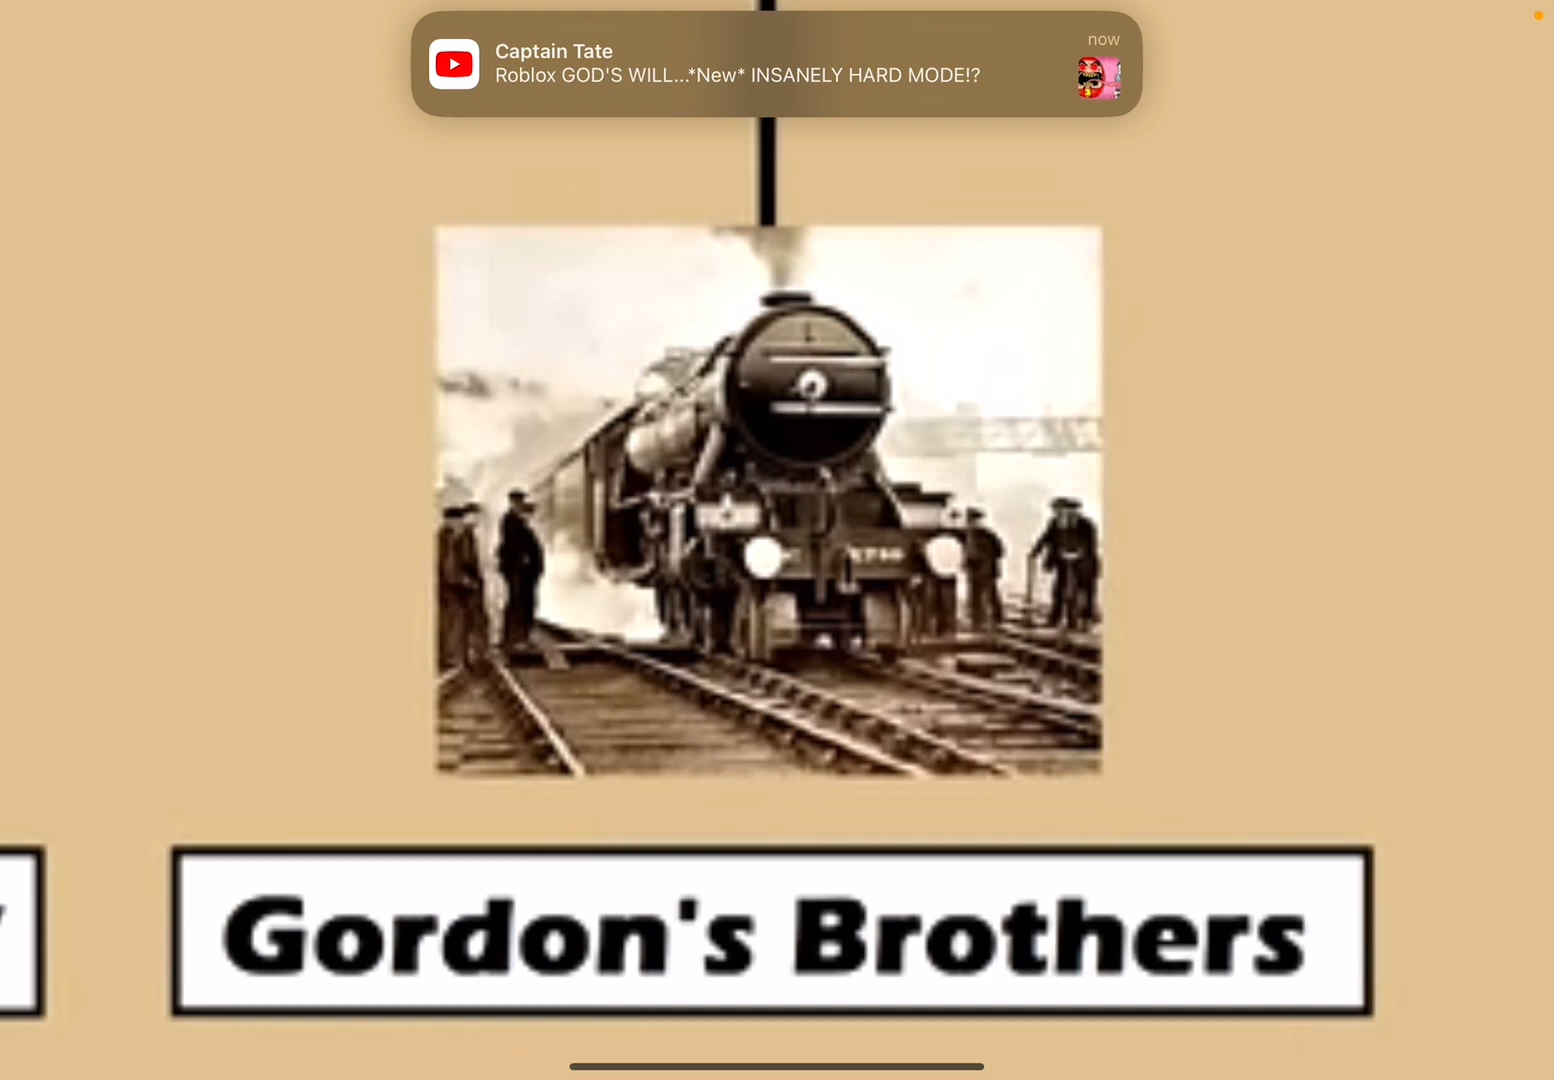 Captain Tate
now
Roblox GOD'S WILL...*New* INSANELY HARD MODE!?
Gordon's Brothers